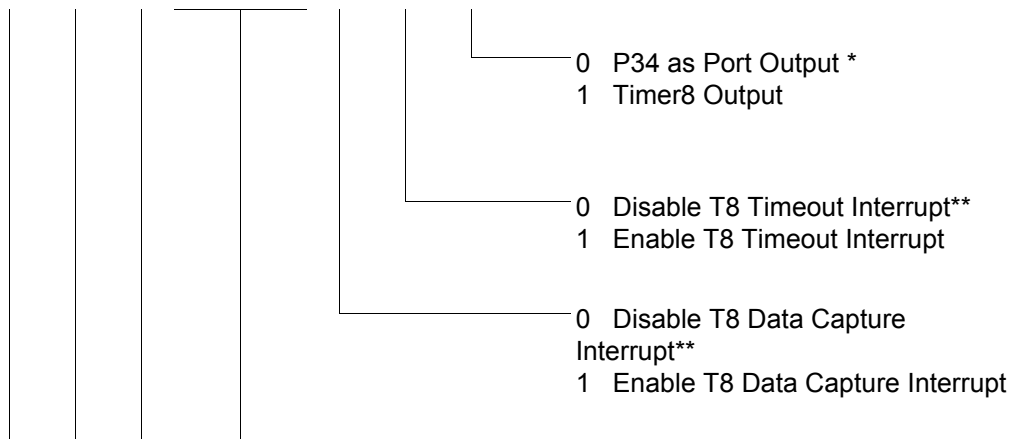 0 P34 as Port Output *
1 Timer8 Output
0 Disable T8 Timeout Interrupt**
1 Enable T8 Timeout Interrupt
0 Disable T8 Data Capture
Interrupt**
1 Enable T8 Data Capture Interrupt